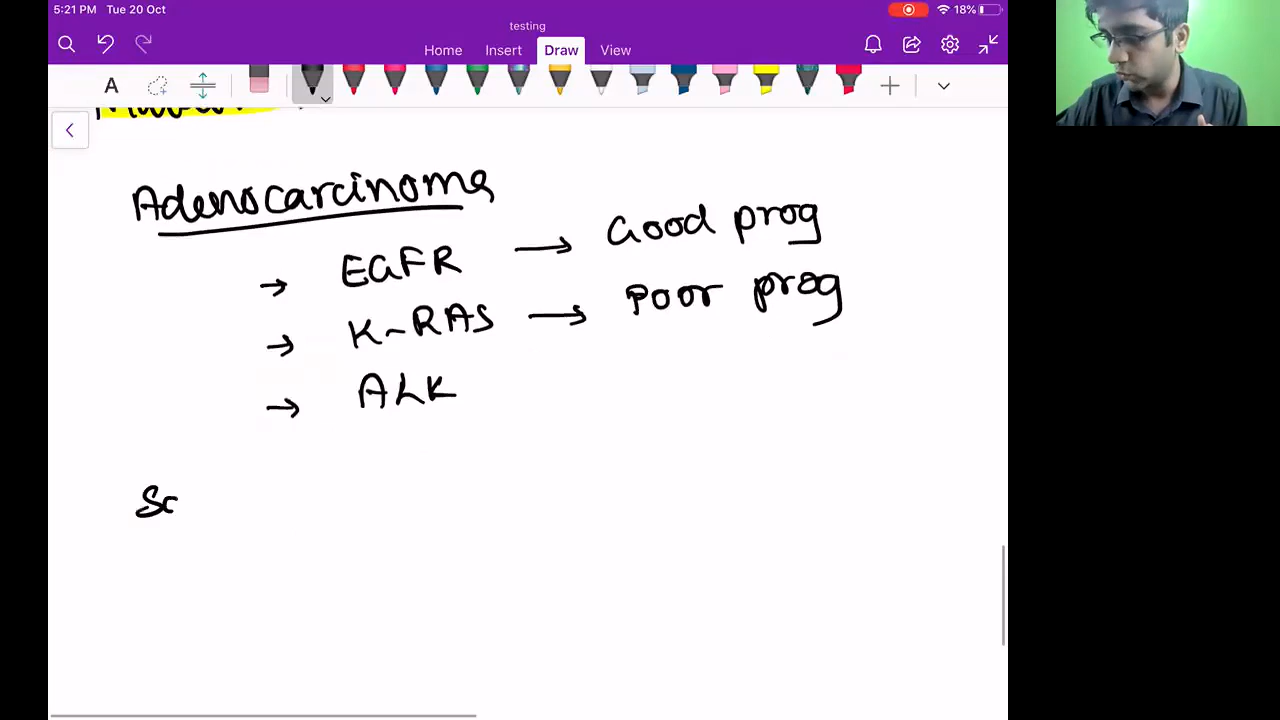 5:21 PM Tue 20 Oct 18%
testing
Home Insert Draw View
A
Adenocarcinoma
→ EGFR → Good prog
→ K-RAS → Poor prog
→ ALK